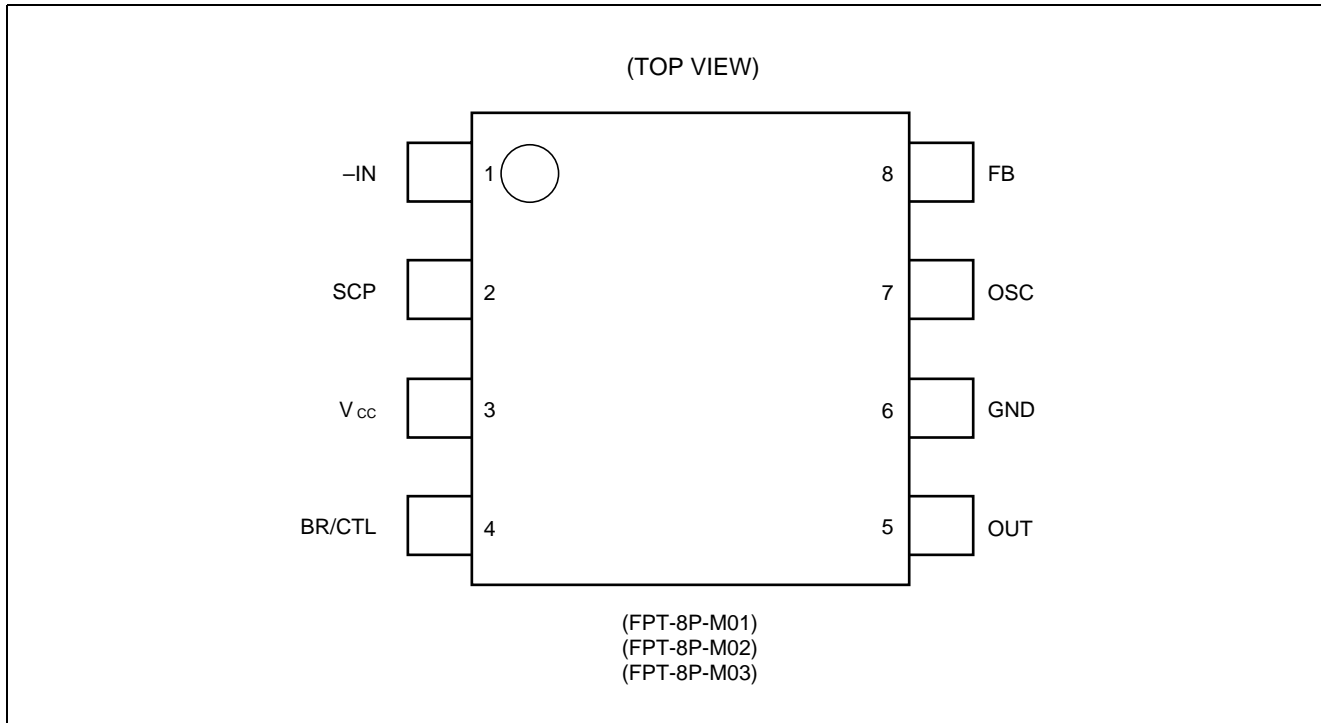 (TOP VIEW)
–IN 1 8 FB
SCP 2 7 OSC
VCC 3 6 GND
BR/CTL 4 5 OUT
(FPT-8P-M01)
(FPT-8P-M02)
(FPT-8P-M03)